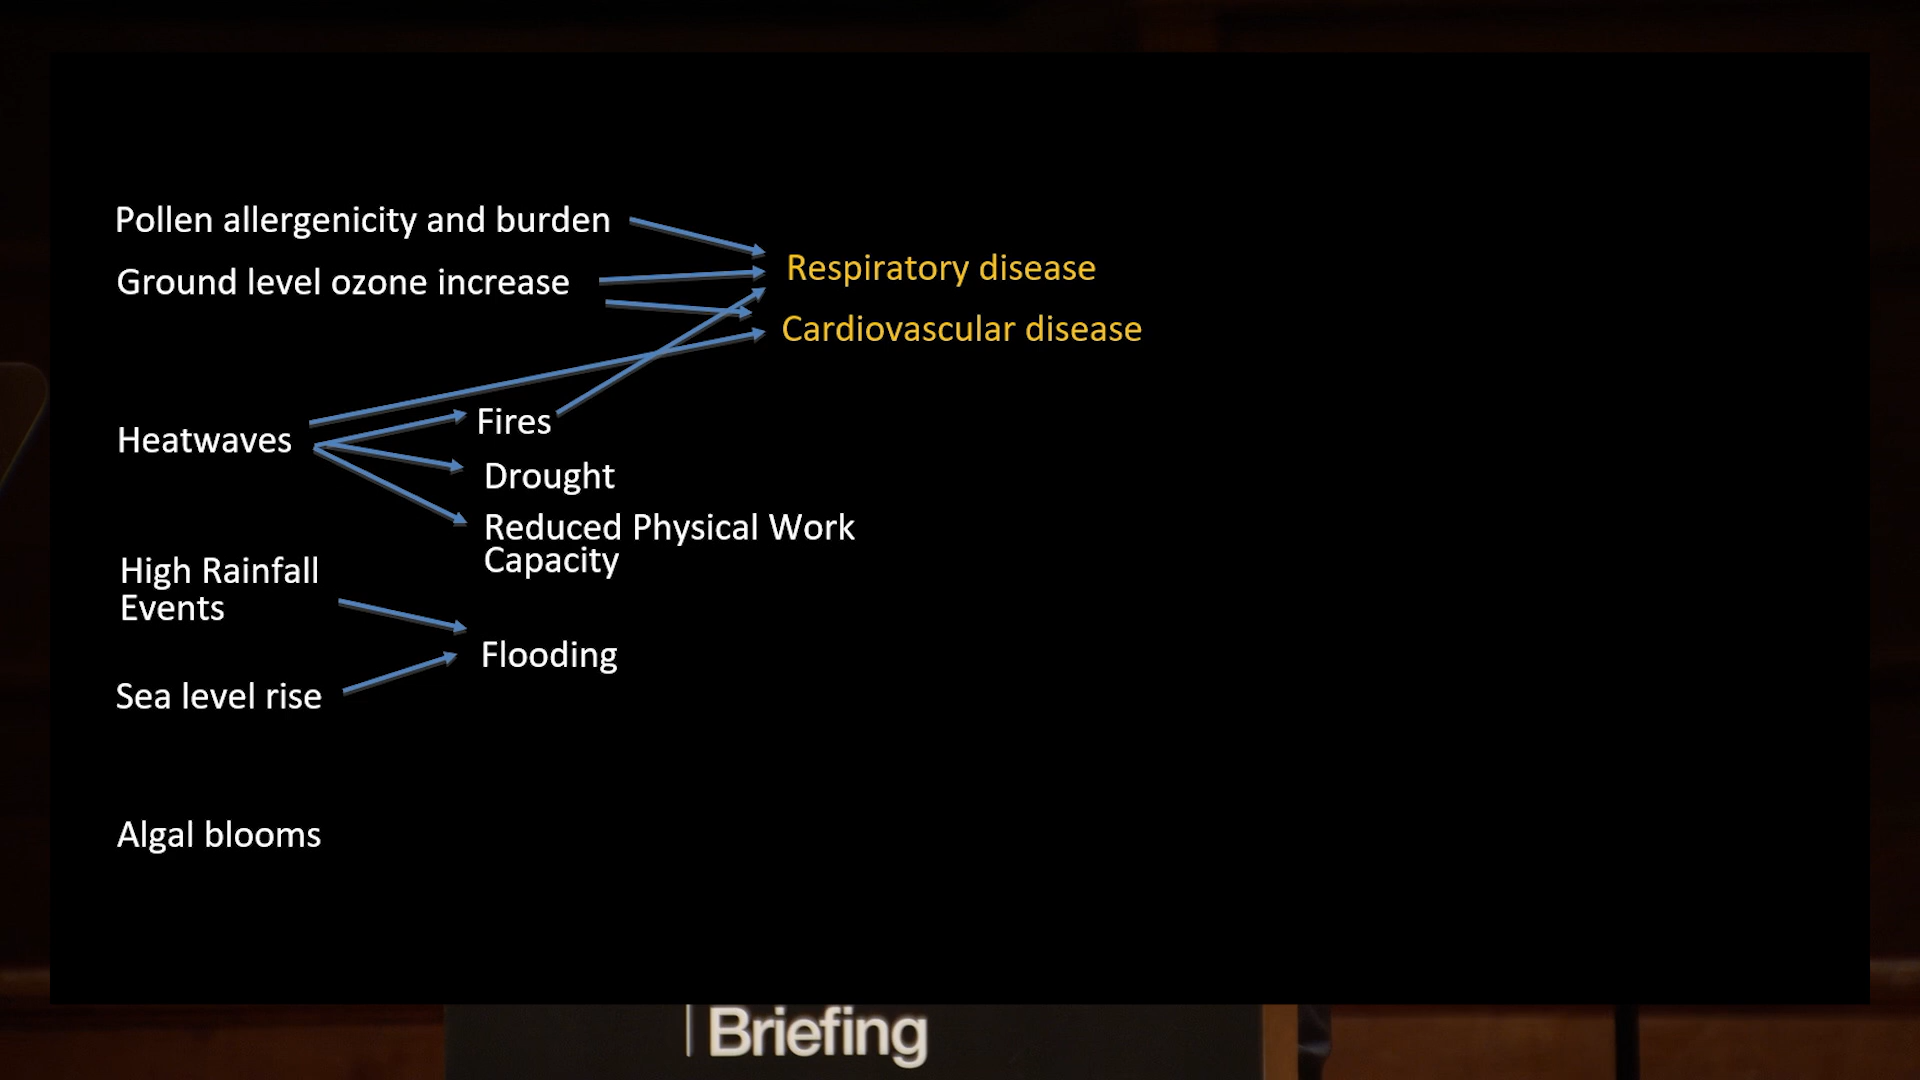 Pollen allergenicity and burden
Ground level ozone increase
Respiratory disease
Cardiovascular disease
Heatwaves
Fires
Drought
Reduced Physical Work
Capacity
High Rainfall
Events
Flooding
Sea level rise
Algal blooms
Briefing